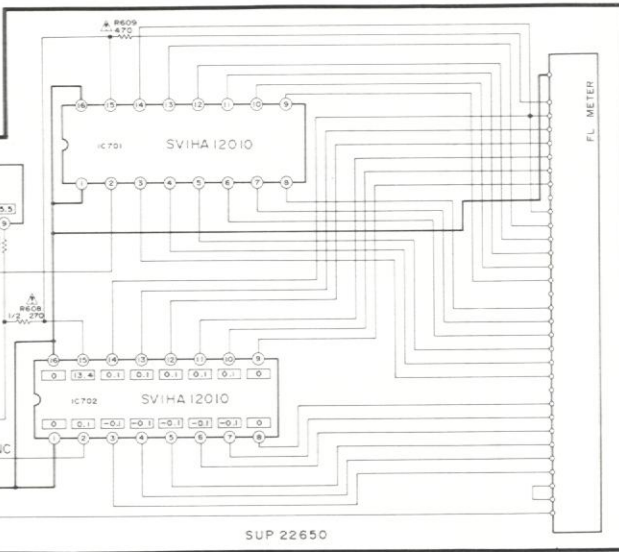 R609
470
16 15 14 13 12 11 10 9
IC701 SVIHA12010
1 2 3 4 5 6 7 8
FL METER
5.5
9
R608
1/2 270
16 15 14 13 12 11 10 9
0 13.4 0.1 0.1 0.1 0.1 0.1 0
IC702 SVIHA12010
0 0.1 -0.1 -0.1 -0.1 -0.1 -0.1 0
1 2 3 4 5 6 7 8
NC
SUP 22650